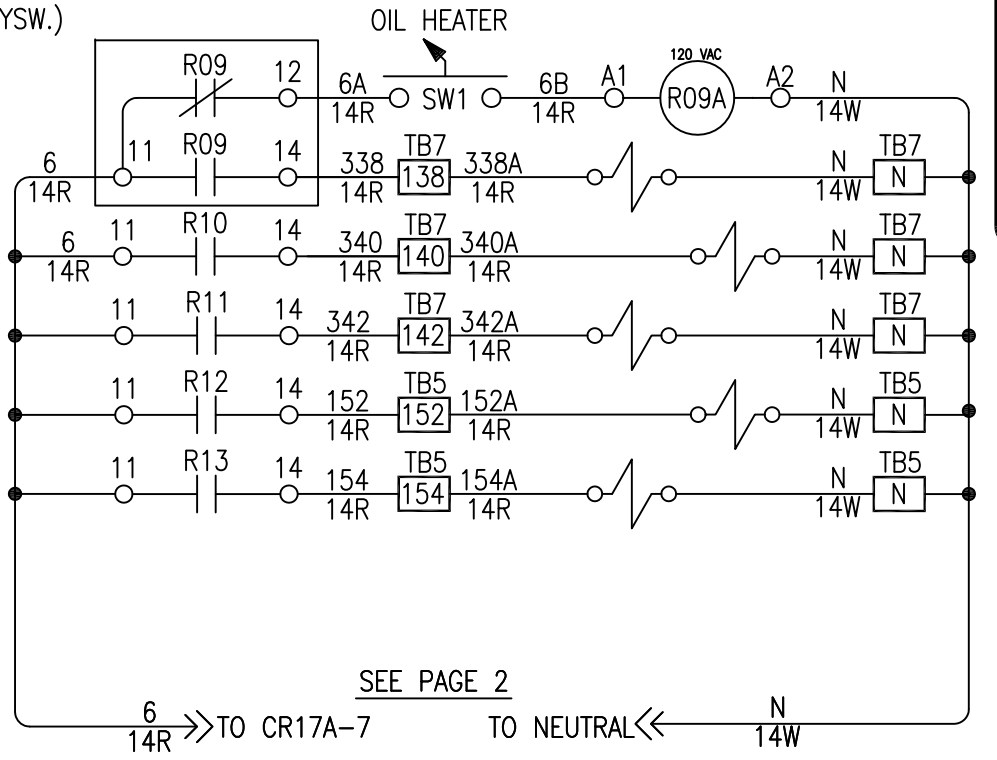 YSW.)
OIL HEATER
120 VAC
R09 12 6A SW1 6B A1 R09A A2 N
14R 14R 14W
11 R09 14 338 TB7 338A N TB7
6 138 N
14R 14R 14R 14W
R10
6 11 14 340 TB7 340A N TB7
140 N
14R 14R 14R 14W
R11
11 14 342 TB7 342A N TB7
142 N
14R 14R 14W
R12
11 14 152 TB5 152A N TB5
152 N
14R 14R 14W
R13
11 14 154 TB5 154A N TB5
154 N
14R 14R 14W
SEE PAGE 2
6 TO CR17A-7 TO NEUTRAL N
14R 14W